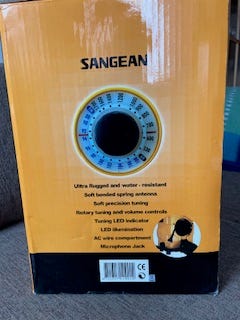 SANGEAN
Ultra Rugged and water - resistant
Soft bended spring antenna
Soft precision tuning
Rotary tuning and volume controls
Tuning LED indicator
LED illumination
AC wire compartment
Microphone Jack
CE